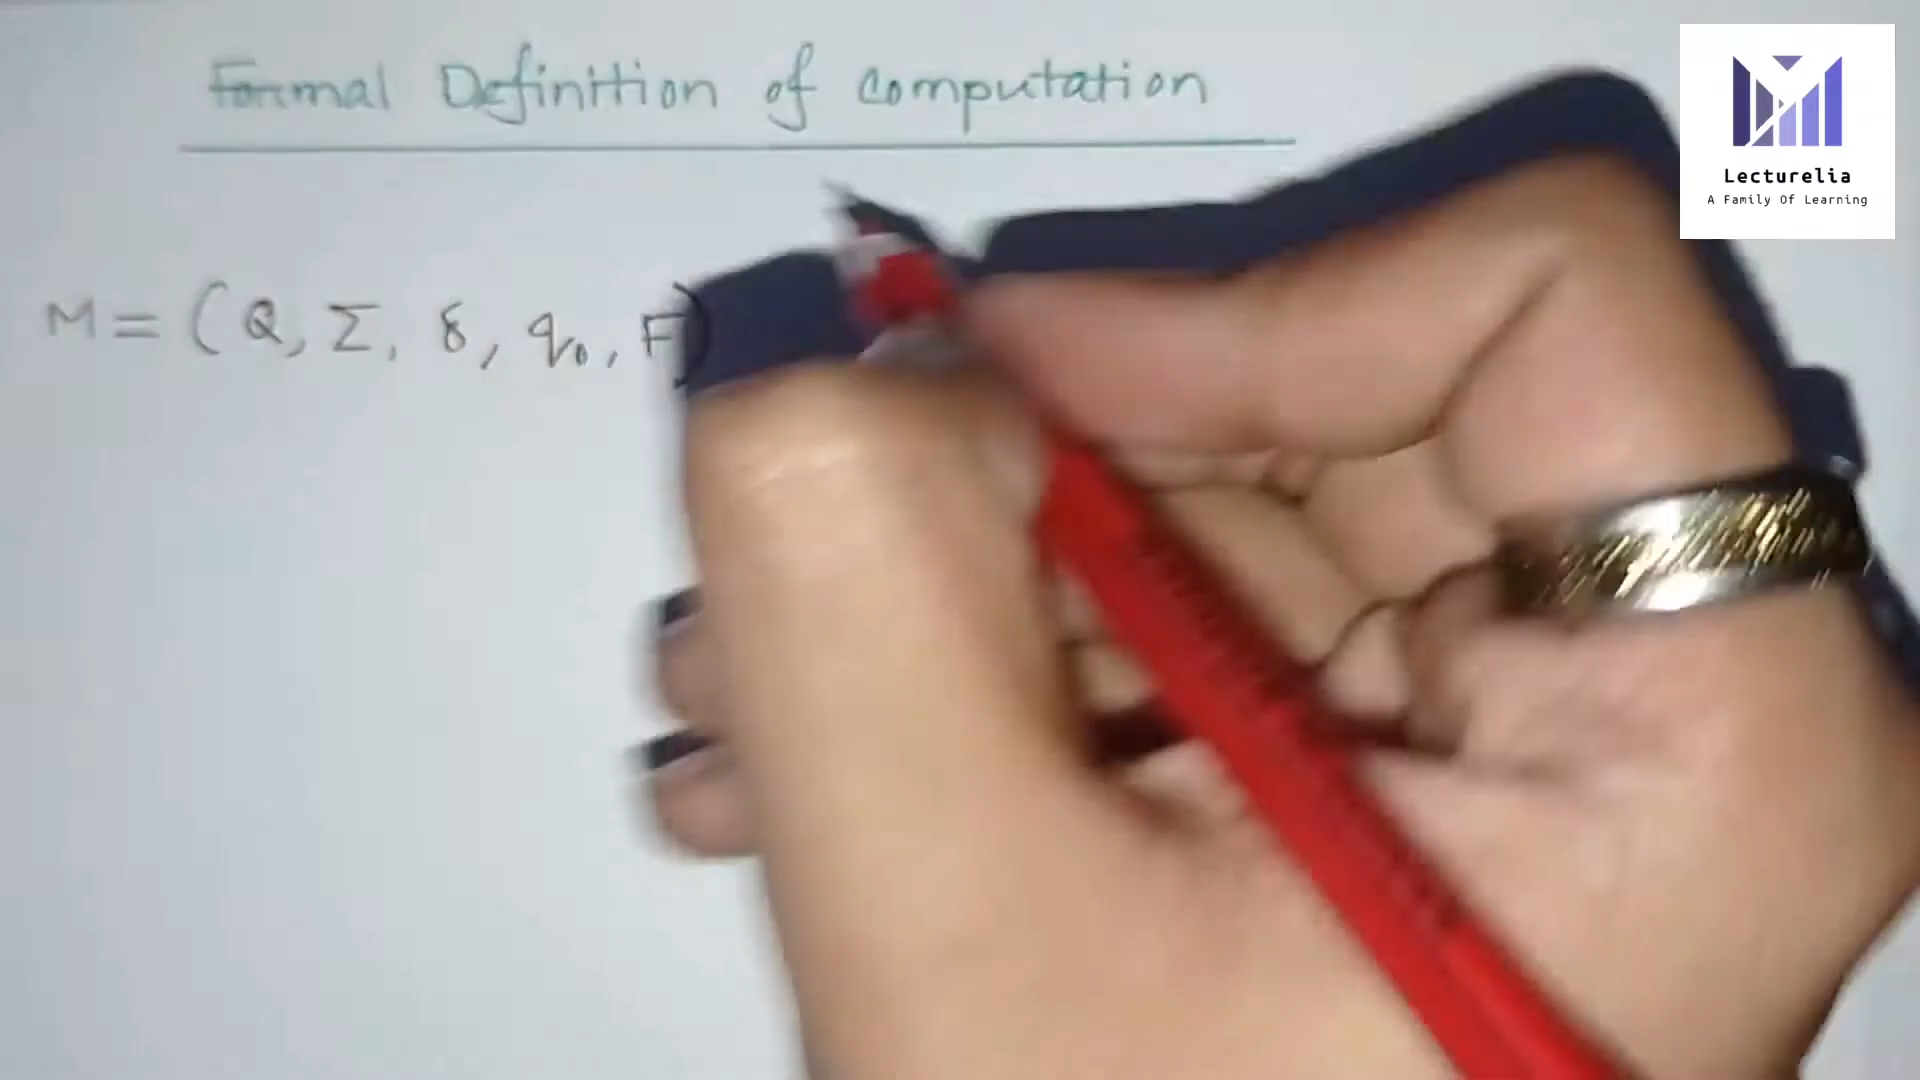 Formal Definition of computation
M = (Q, Σ, δ, q₀, F)
Lecturelia
A Family Of Learning